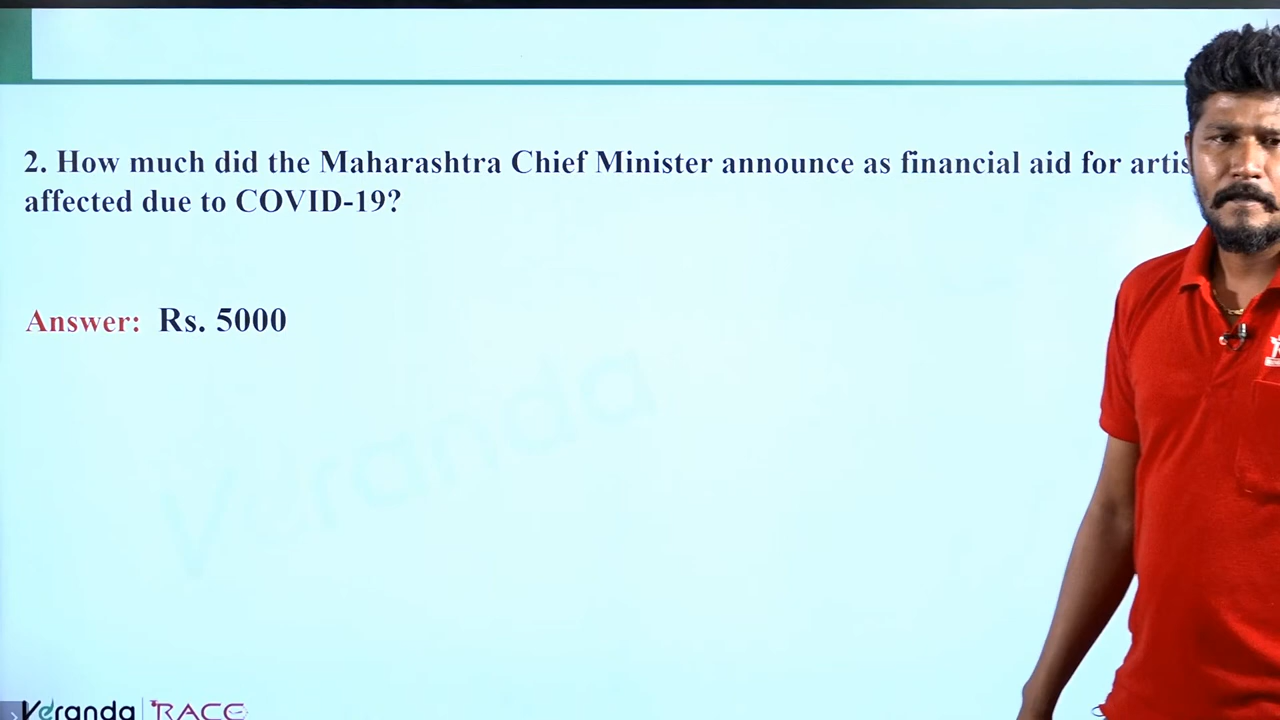 2. How much did the Maharashtra Chief Minister announce as financial aid for artis
affected due to COVID-19?
Answer: Rs. 5000
Veranda
Veranda RACE